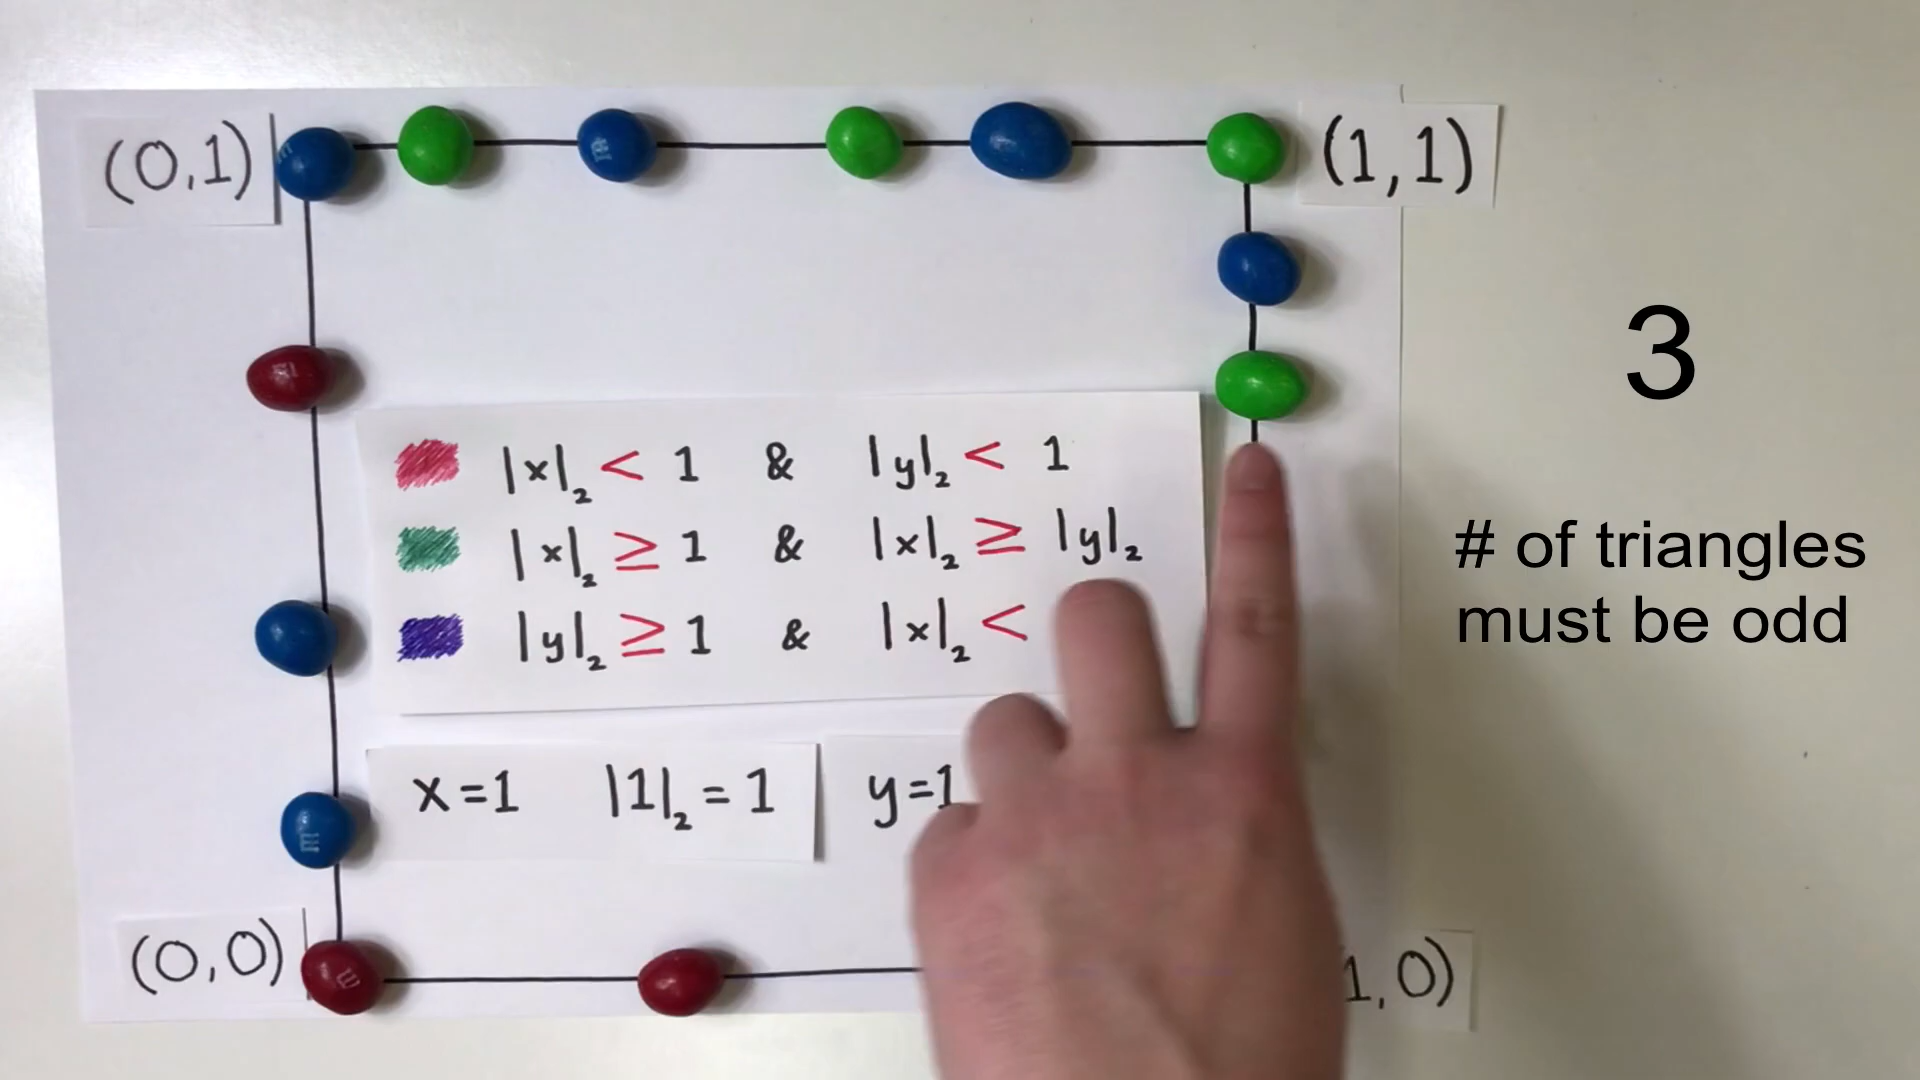 (0,1)
(1,1)
3
|x|₂ < 1 & |y|₂ < 1
|x|₂ ≥ 1 & |x|₂ ≥ |y|₂
|y|₂ ≥ 1 & |x|₂ <
# of triangles
must be odd
x=1 |1|₂ = 1 y=1
(0,0)
1,0)